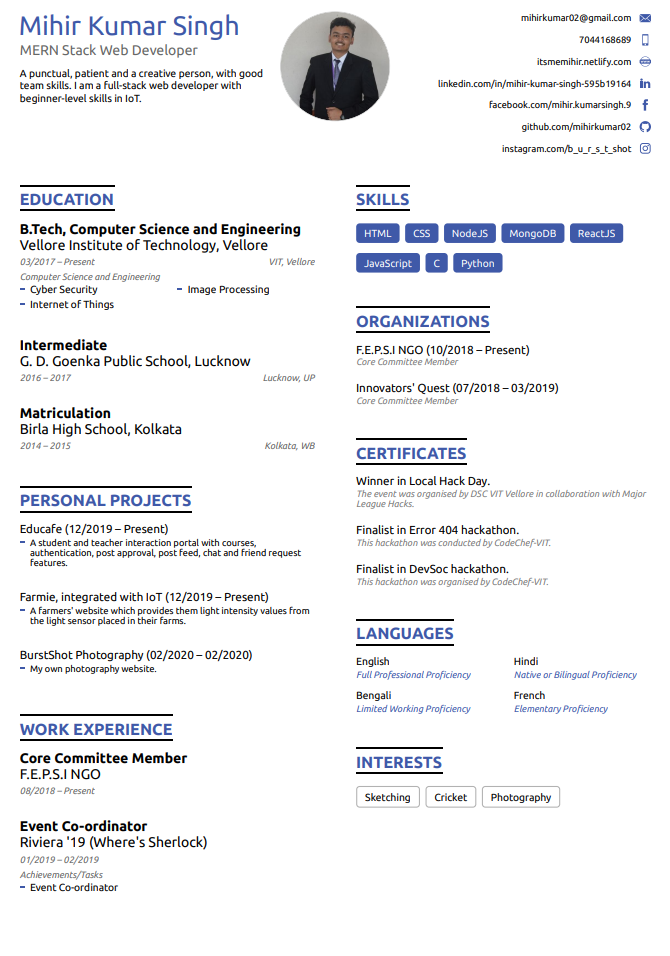 Mihir Kumar Singh
MERN Stack Web Developer
A punctual, patient and a creative person, with good
team skills. I am a full-stack web developer with
beginner-level skills in IoT.
mihirkumar02@gmail.com
7044168689
itsmemihir.netlify.com
linkedin.com/in/mihir-kumar-singh-595b19164
facebook.com/mihir.kumarsingh.9
github.com/mihirkumar02
instagram.com/b_u_r_s_t_shot
EDUCATION
B.Tech, Computer Science and Engineering
Vellore Institute of Technology, Vellore
03/2017 – Present VIT, Vellore
Computer Science and Engineering
– Cyber Security – Image Processing
– Internet of Things
Intermediate
G. D. Goenka Public School, Lucknow
2016 – 2017 Lucknow, UP
Matriculation
Birla High School, Kolkata
2014 – 2015 Kolkata, WB
PERSONAL PROJECTS
Educafe (12/2019 – Present)
– A student and teacher interaction portal with courses,
authentication, post approval, post feed, chat and friend request
features.
Farmie, integrated with IoT (12/2019 – Present)
– A farmers' website which provides them light intensity values from
the light sensor placed in their farms.
BurstShot Photography (02/2020 – 02/2020)
– My own photography website.
WORK EXPERIENCE
Core Committee Member
F.E.P.S.I NGO
08/2018 – Present
Event Co-ordinator
Riviera '19 (Where's Sherlock)
01/2019 – 02/2019
Achievements/Tasks
– Event Co-ordinator
SKILLS
HTML CSS NodeJS MongoDB ReactJS
JavaScript C Python
ORGANIZATIONS
F.E.P.S.I NGO (10/2018 – Present)
Core Committee Member
Innovators' Quest (07/2018 – 03/2019)
Core Committee Member
CERTIFICATES
Winner in Local Hack Day.
The event was organised by DSC VIT Vellore in collaboration with Major
League Hacks.
Finalist in Error 404 hackathon.
This hackathon was conducted by CodeChef-VIT.
Finalist in DevSoc hackathon.
This hackathon was organised by CodeChef-VIT.
LANGUAGES
English Hindi
Full Professional Proficiency Native or Bilingual Proficiency
Bengali French
Limited Working Proficiency Elementary Proficiency
INTERESTS
Sketching Cricket Photography